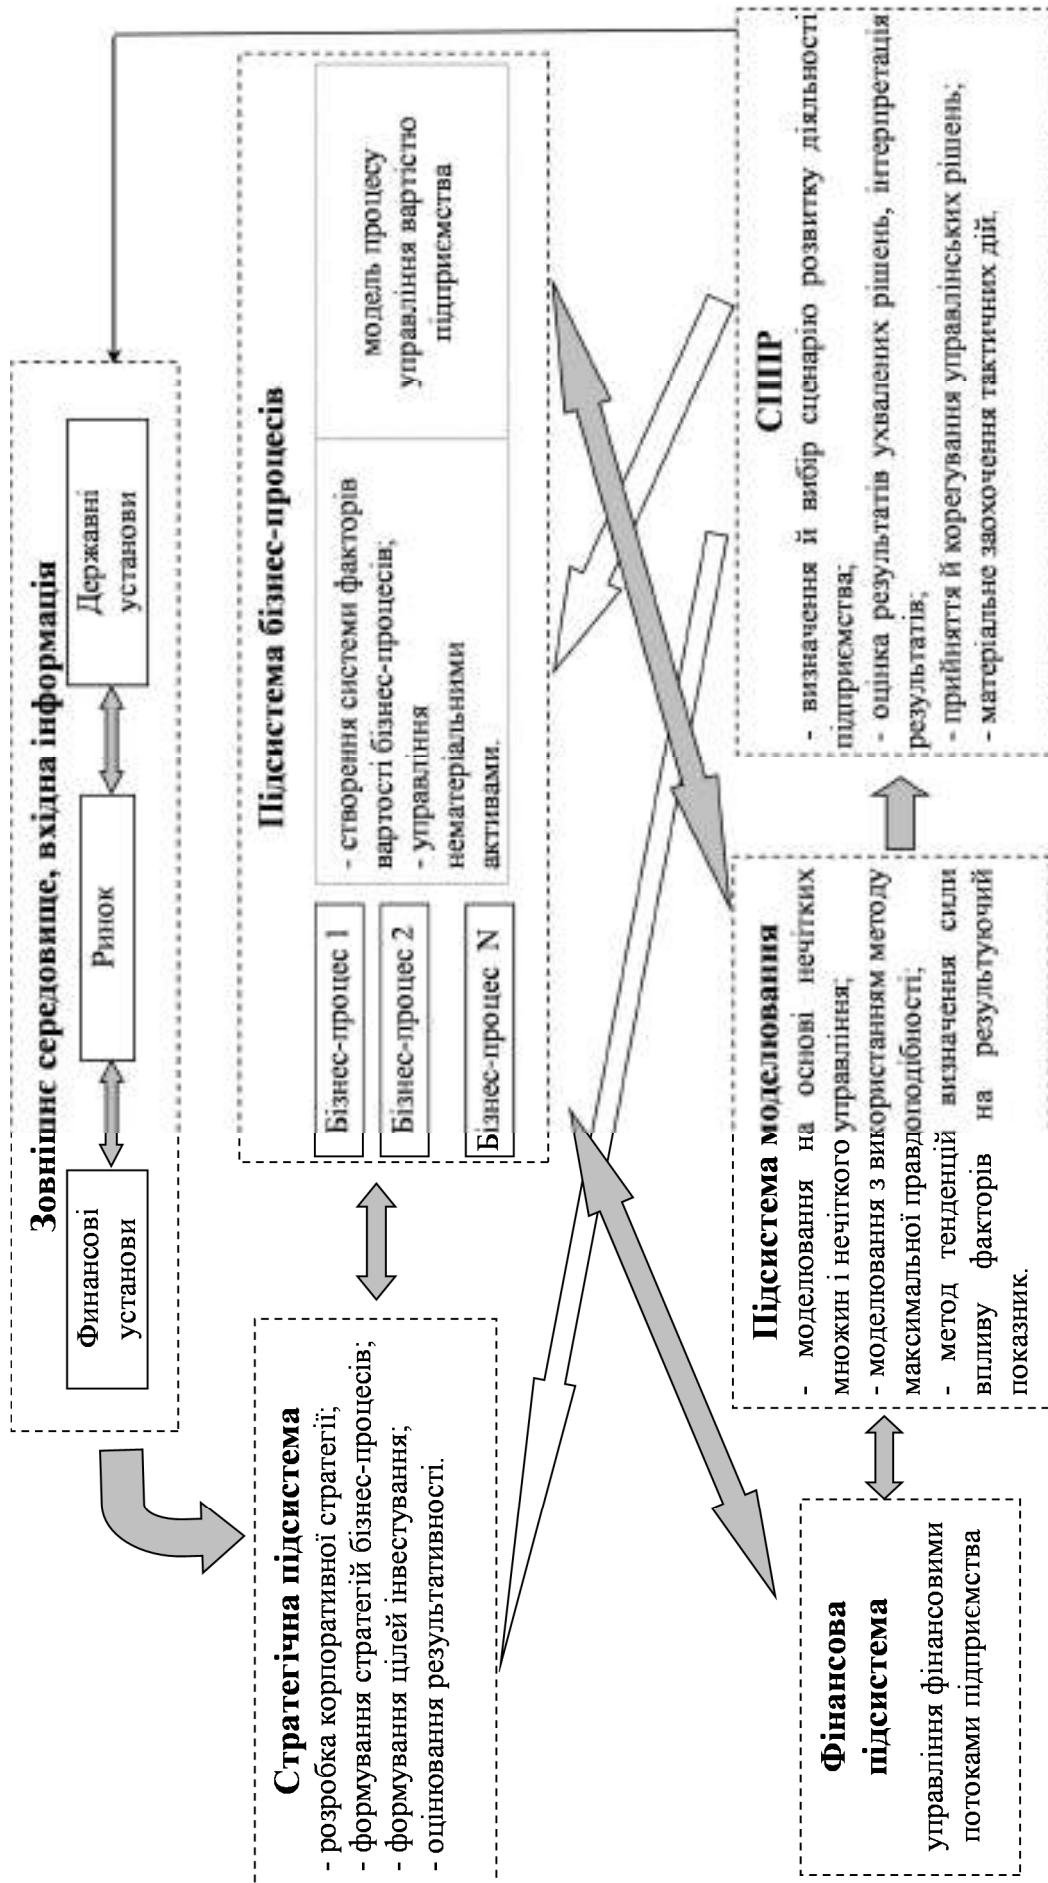 Зовнішнє середовище, вхідна інформація
Финансові
установи
Ринок
Державні
установи
Стратегічна підсистема
- розробка корпоративної стратегії;
- формування стратегій бізнес-процесів;
- формування цілей інвестування;
- оцінювання результативності.
Підсистема бізнес-процесів
Бізнес-процес 1
Бізнес-процес 2
Бізнес-процес N
- створення системи факторів
вартості бізнес-процесів;
- управління
нематеріальними
активами.
модель процесу
управління вартістю
підприємства
Фінансова
підсистема
управління фінансовими
потоками підприємства
Підсистема моделювання
- моделювання на основі нечітких
множин і нечіткого управління;
- моделювання з використанням методу
максимальної правдоподібності;
- метод тенденцій визначення сили
впливу факторів на результуючий
показник.
СППР
- визначення й вибір сценарію розвитку діяльності
підприємства;
- оцінка результатів ухвалених рішень, інтерпретація
результатів;
- прийняття й корегування управлінських рішень;
- матеріальне заохочення тактичних дій.